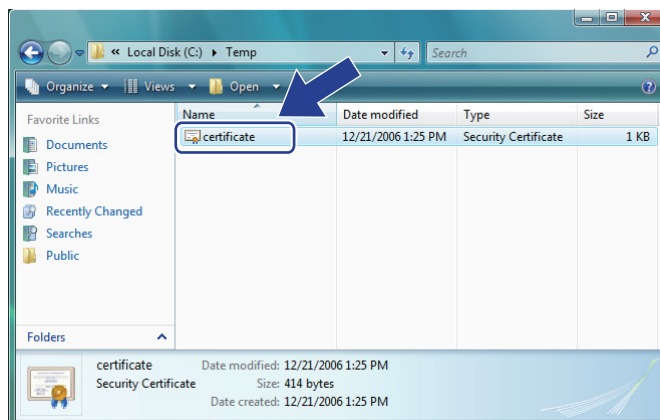 « Local Disk (C:) ▸ Temp
Search
Organize
Views
Open
Favorite Links
Documents
Pictures
Music
Recently Changed
Searches
Public
Folders
Name Date modified Type Size
certificate 12/21/2006 1:25 PM Security Certificate 1 KB
certificate Date modified: 12/21/2006 1:25 PM
Security Certificate Size: 414 bytes
Date created: 12/21/2006 1:25 PM